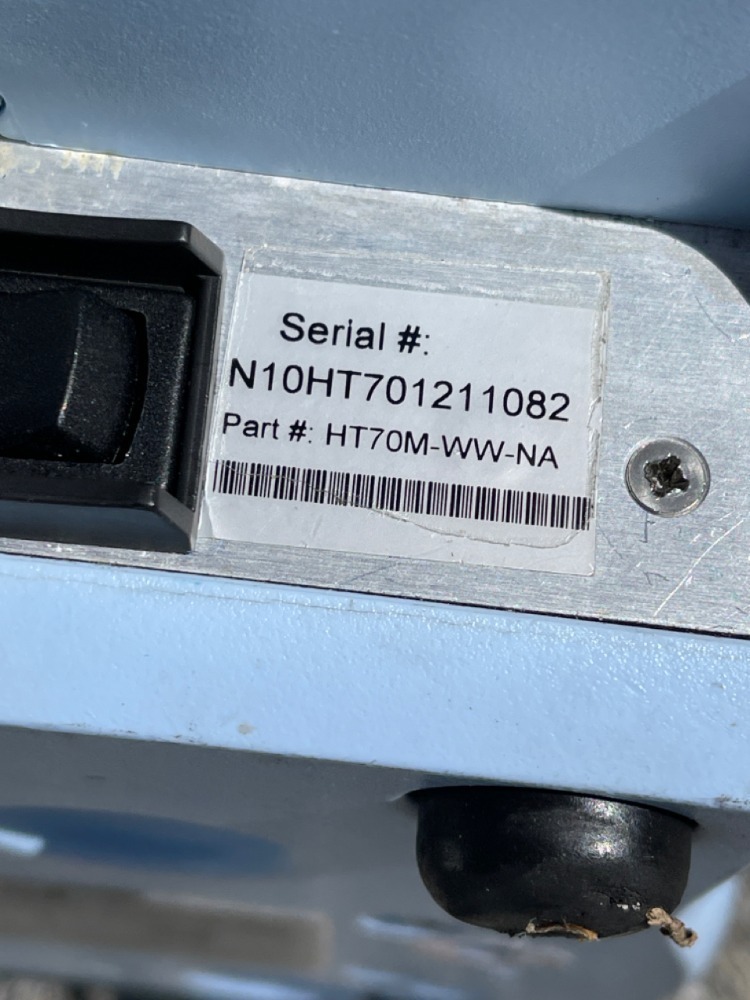 Serial #:
N10HT701211082
Part #: HT70M-WW-NA